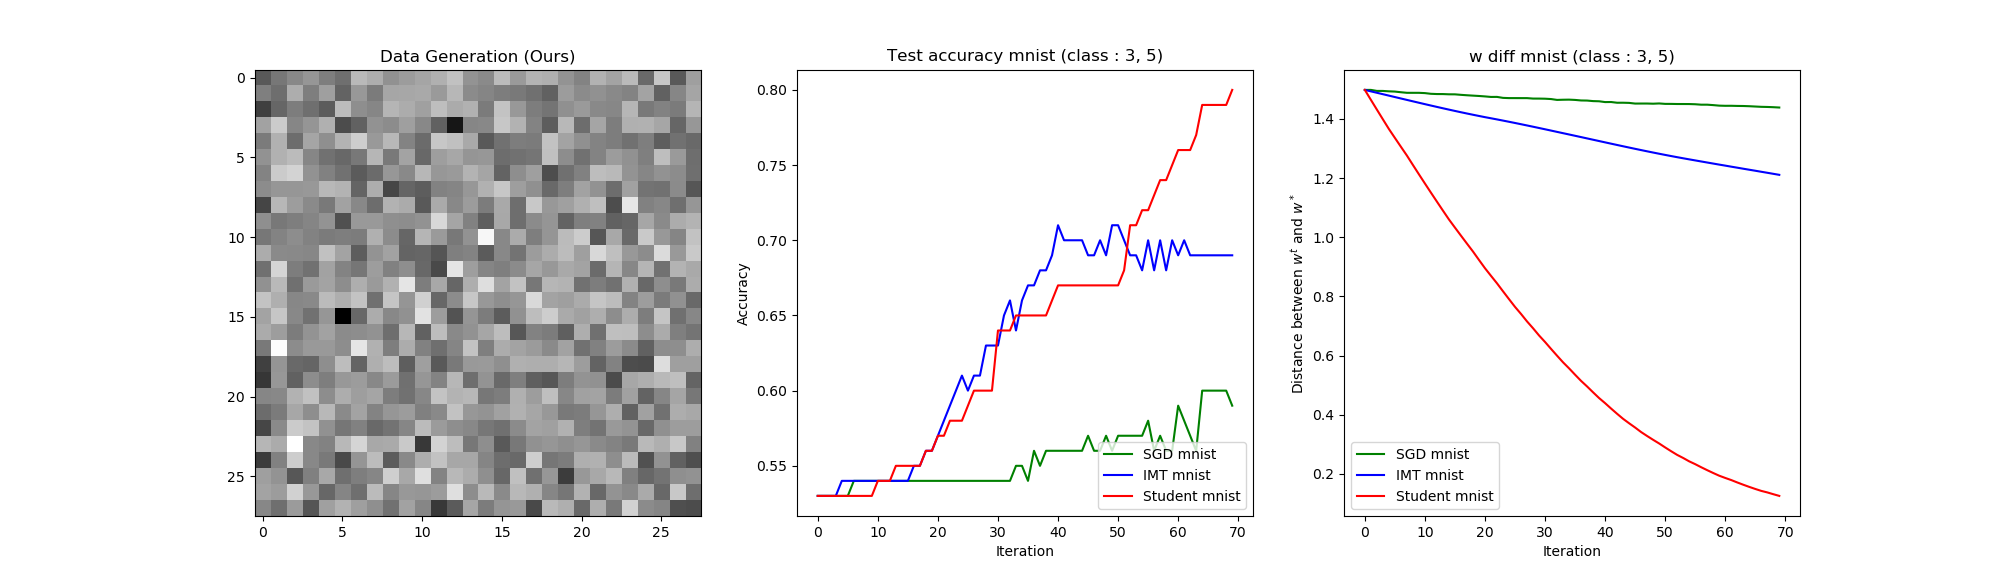 Data Generation (Ours)
0
5
10
15
20
25
0 5 10 15 20 25
Test accuracy mnist (class : 3, 5)
Accuracy
0.80
0.75
0.70
0.65
0.60
0.55
SGD mnist
IMT mnist
Student mnist
0 10 20 30 40 50 60 70
Iteration
w diff mnist (class : 3, 5)
Distance between w^t and w^*
1.4
1.2
1.0
0.8
0.6
0.4
0.2
SGD mnist
IMT mnist
Student mnist
0 10 20 30 40 50 60 70
Iteration